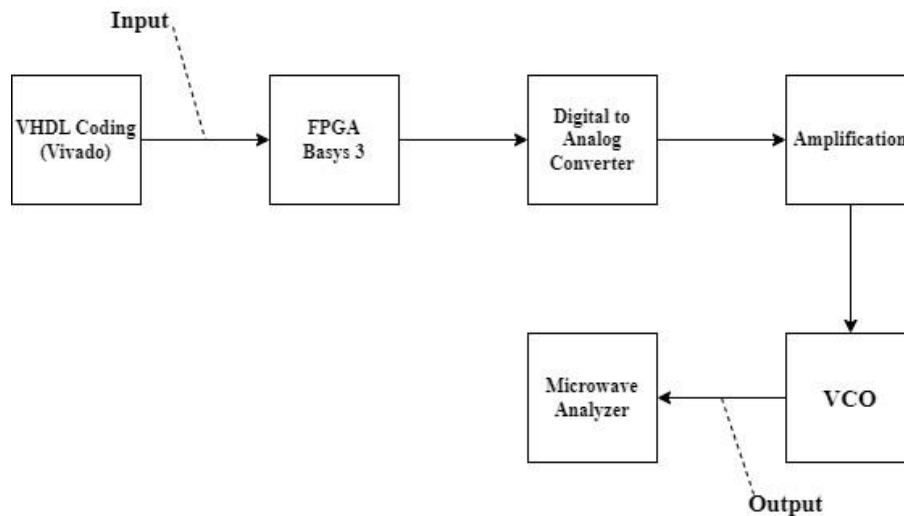 Input
VHDL Coding
(Vivado)
FPGA
Basys 3
Digital to
Analog
Converter
Amplification
Microwave
Analyzer
VCO
Output